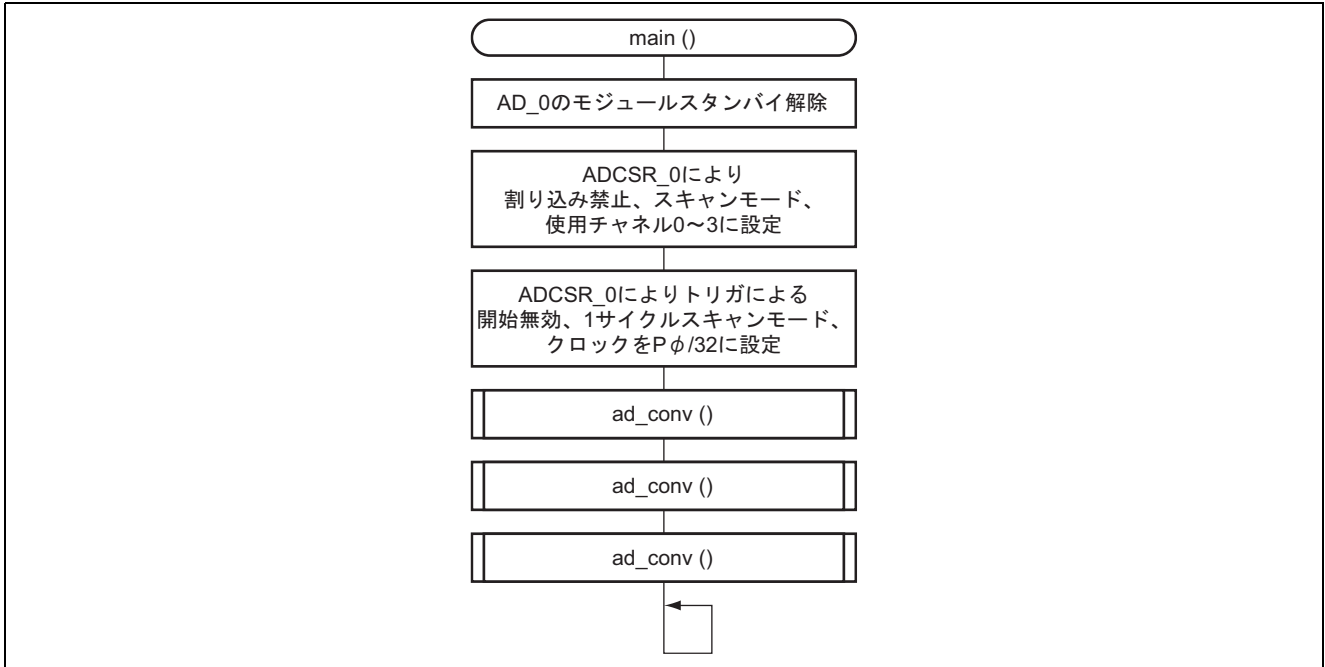 main ()
AD_0のモジュールスタンバイ解除
ADCSR_0により
割り込み禁止、スキャンモード、
使用チャネル0～3に設定
ADCSR_0によりトリガによる
開始無効、1サイクルスキャンモード、
クロックをPφ/32に設定
ad_conv ()
ad_conv ()
ad_conv ()